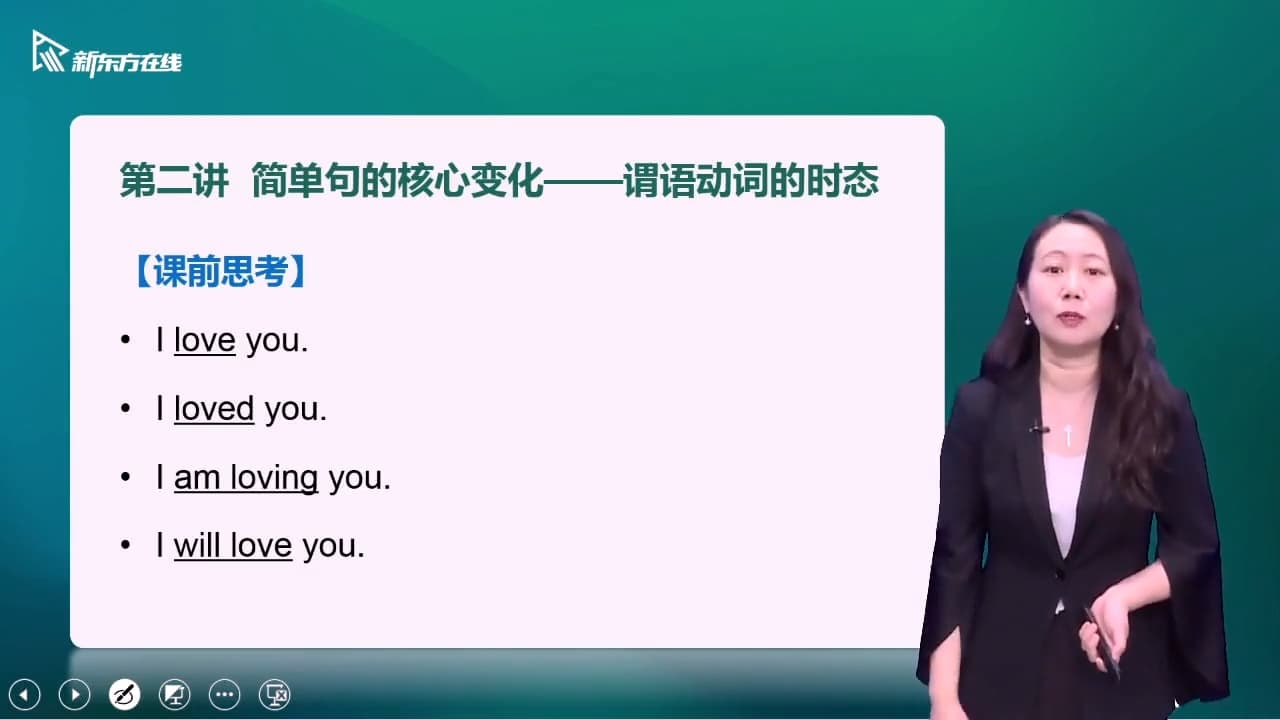 新东方在线
第二讲 简单句的核心变化——谓语动词的时态
【课前思考】
• I love you.
• I loved you.
• I am loving you.
• I will love you.